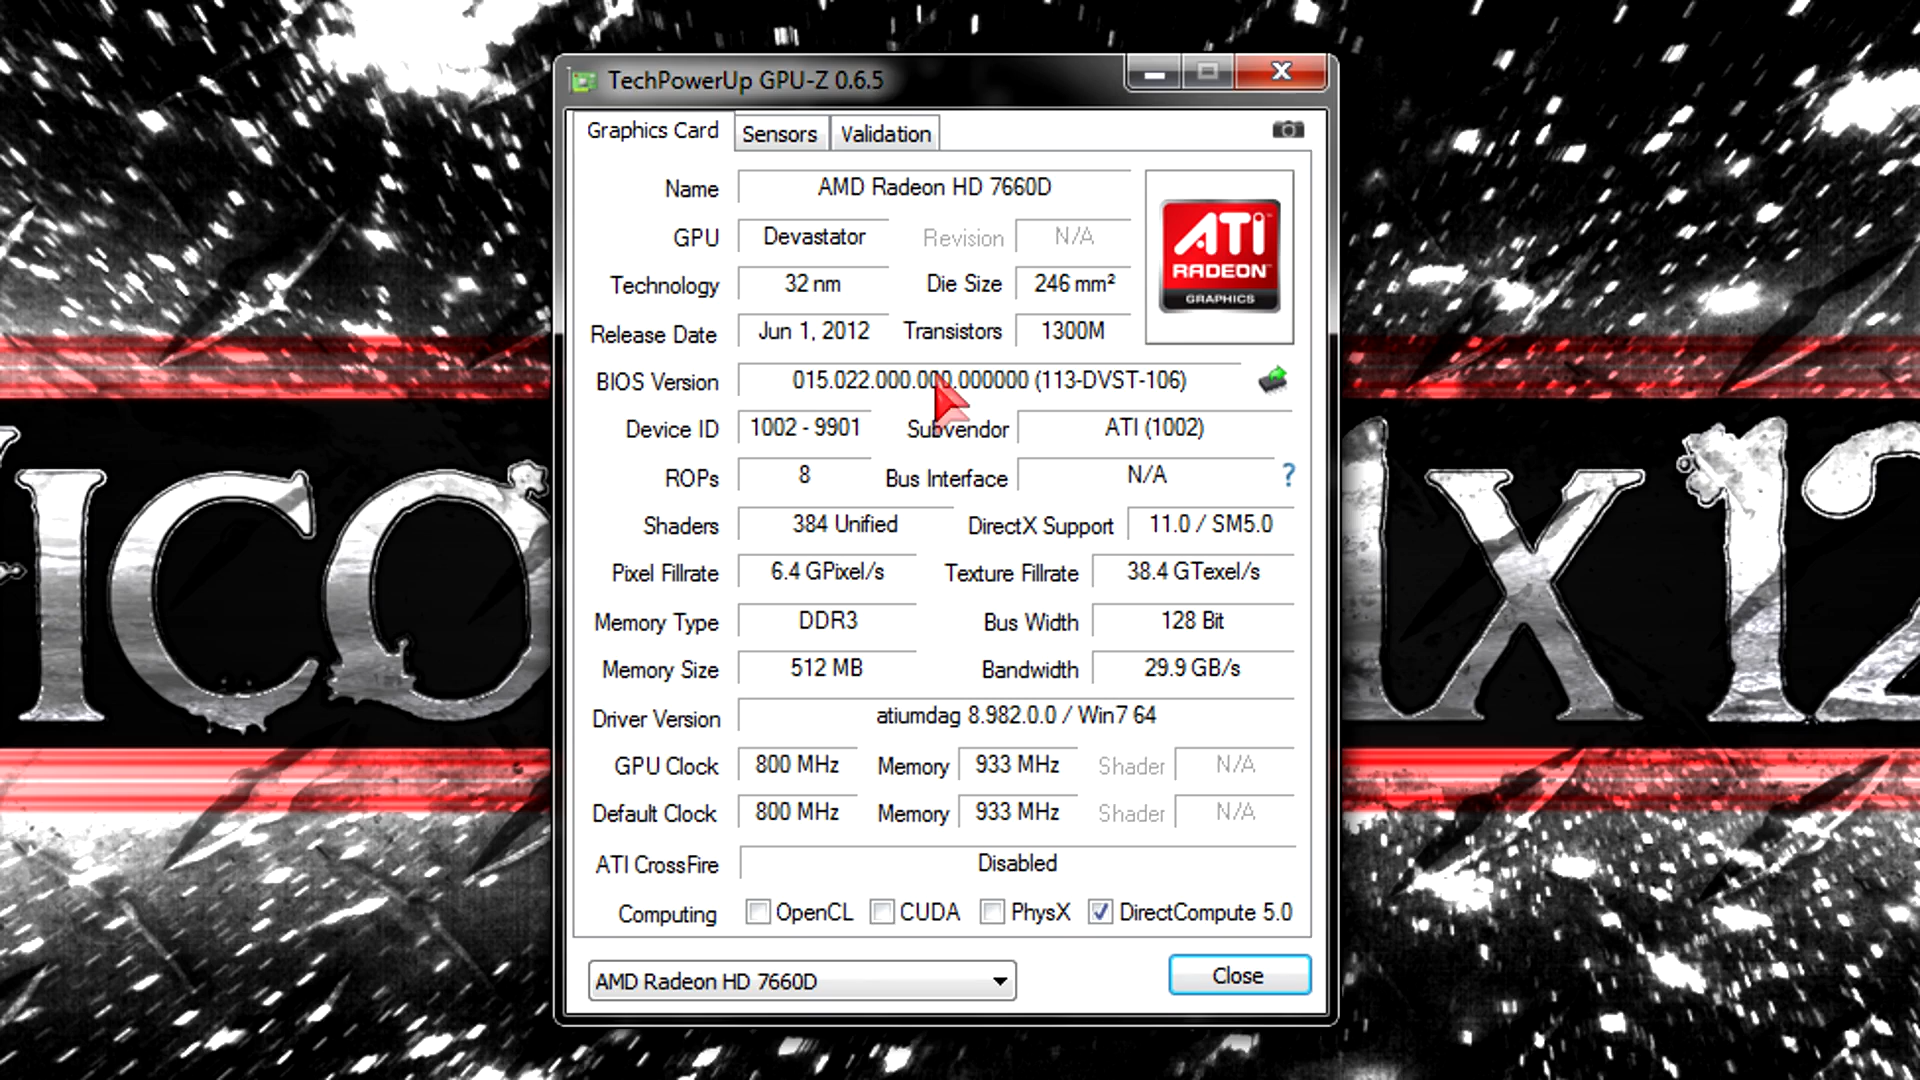 TechPowerUp GPU-Z 0.6.5
Graphics Card Sensors Validation
Name AMD Radeon HD 7660D
GPU Devastator Revision N/A
Technology 32 nm Die Size 246 mm²
Release Date Jun 1, 2012 Transistors 1300M
ATI RADEON GRAPHICS
BIOS Version 015.022.000.000.000000 (113-DVST-106)
Device ID 1002 - 9901 Subvendor ATI (1002)
ROPs 8 Bus Interface N/A ?
Shaders 384 Unified DirectX Support 11.0 / SM5.0
Pixel Fillrate 6.4 GPixel/s Texture Fillrate 38.4 GTexel/s
Memory Type DDR3 Bus Width 128 Bit
Memory Size 512 MB Bandwidth 29.9 GB/s
Driver Version atiumdag 8.982.0.0 / Win7 64
GPU Clock 800 MHz Memory 933 MHz Shader N/A
Default Clock 800 MHz Memory 933 MHz Shader N/A
ATI CrossFire Disabled
Computing OpenCL CUDA PhysX DirectCompute 5.0
AMD Radeon HD 7660D Close